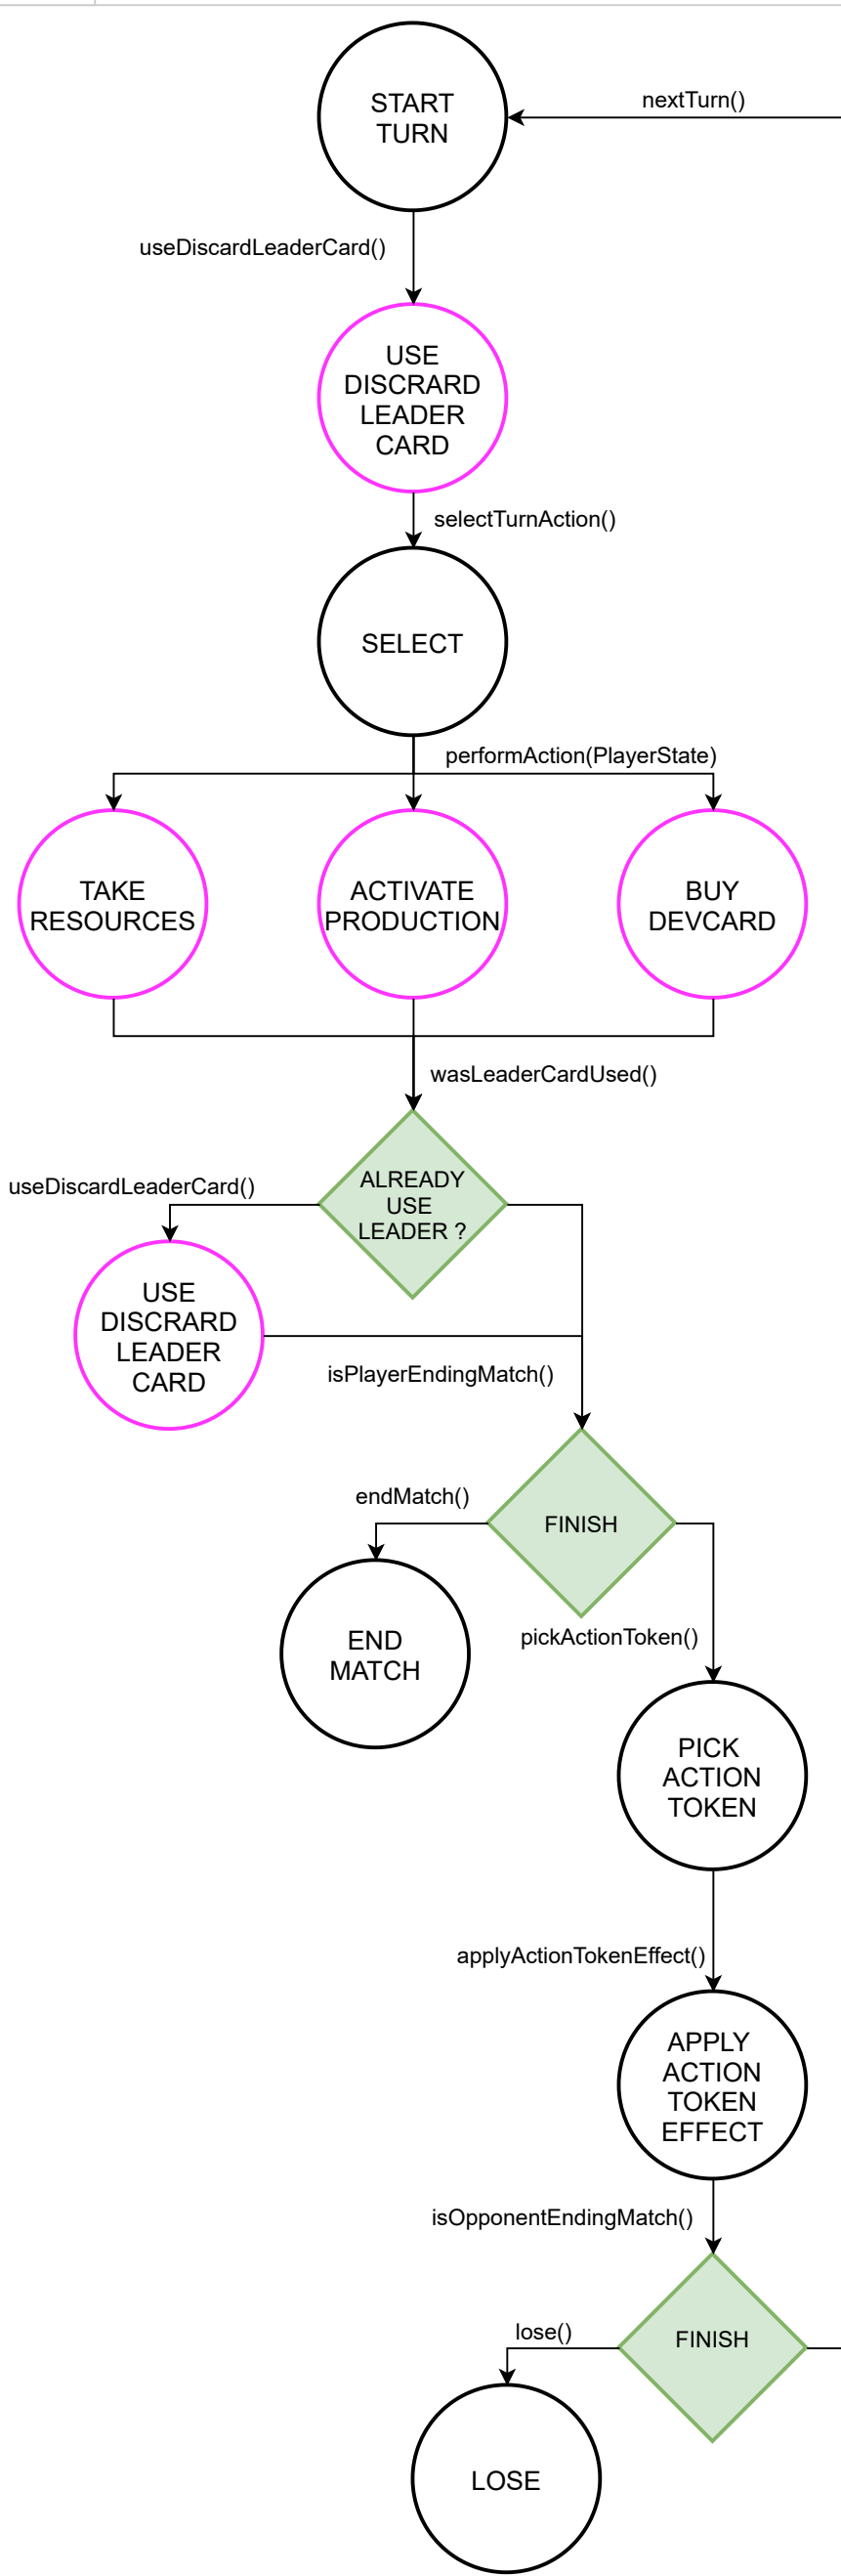 START
TURN
nextTurn()
useDiscardLeaderCard()
USE
DISCRARD
LEADER
CARD
selectTurnAction()
SELECT
performAction(PlayerState)
TAKE
RESOURCES
ACTIVATE
PRODUCTION
BUY
DEVCARD
wasLeaderCardUsed()
ALREADY
USE
LEADER ?
useDiscardLeaderCard()
USE
DISCRARD
LEADER
CARD
isPlayerEndingMatch()
FINISH
endMatch()
END
MATCH
pickActionToken()
PICK
ACTION
TOKEN
applyActionTokenEffect()
APPLY
ACTION
TOKEN
EFFECT
isOpponentEndingMatch()
FINISH
lose()
LOSE